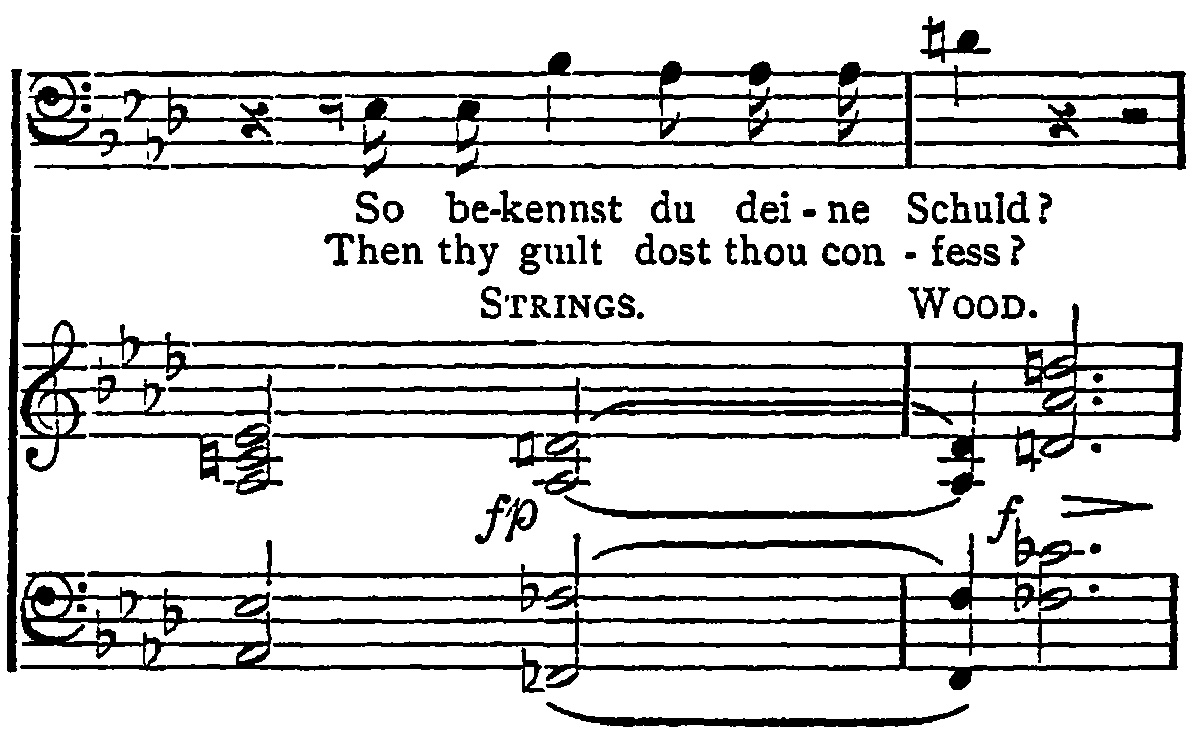 So be-kennst du dei - ne Schuld?
Then thy guilt dost thou con - fess?
STRINGS. WOOD.
fp f